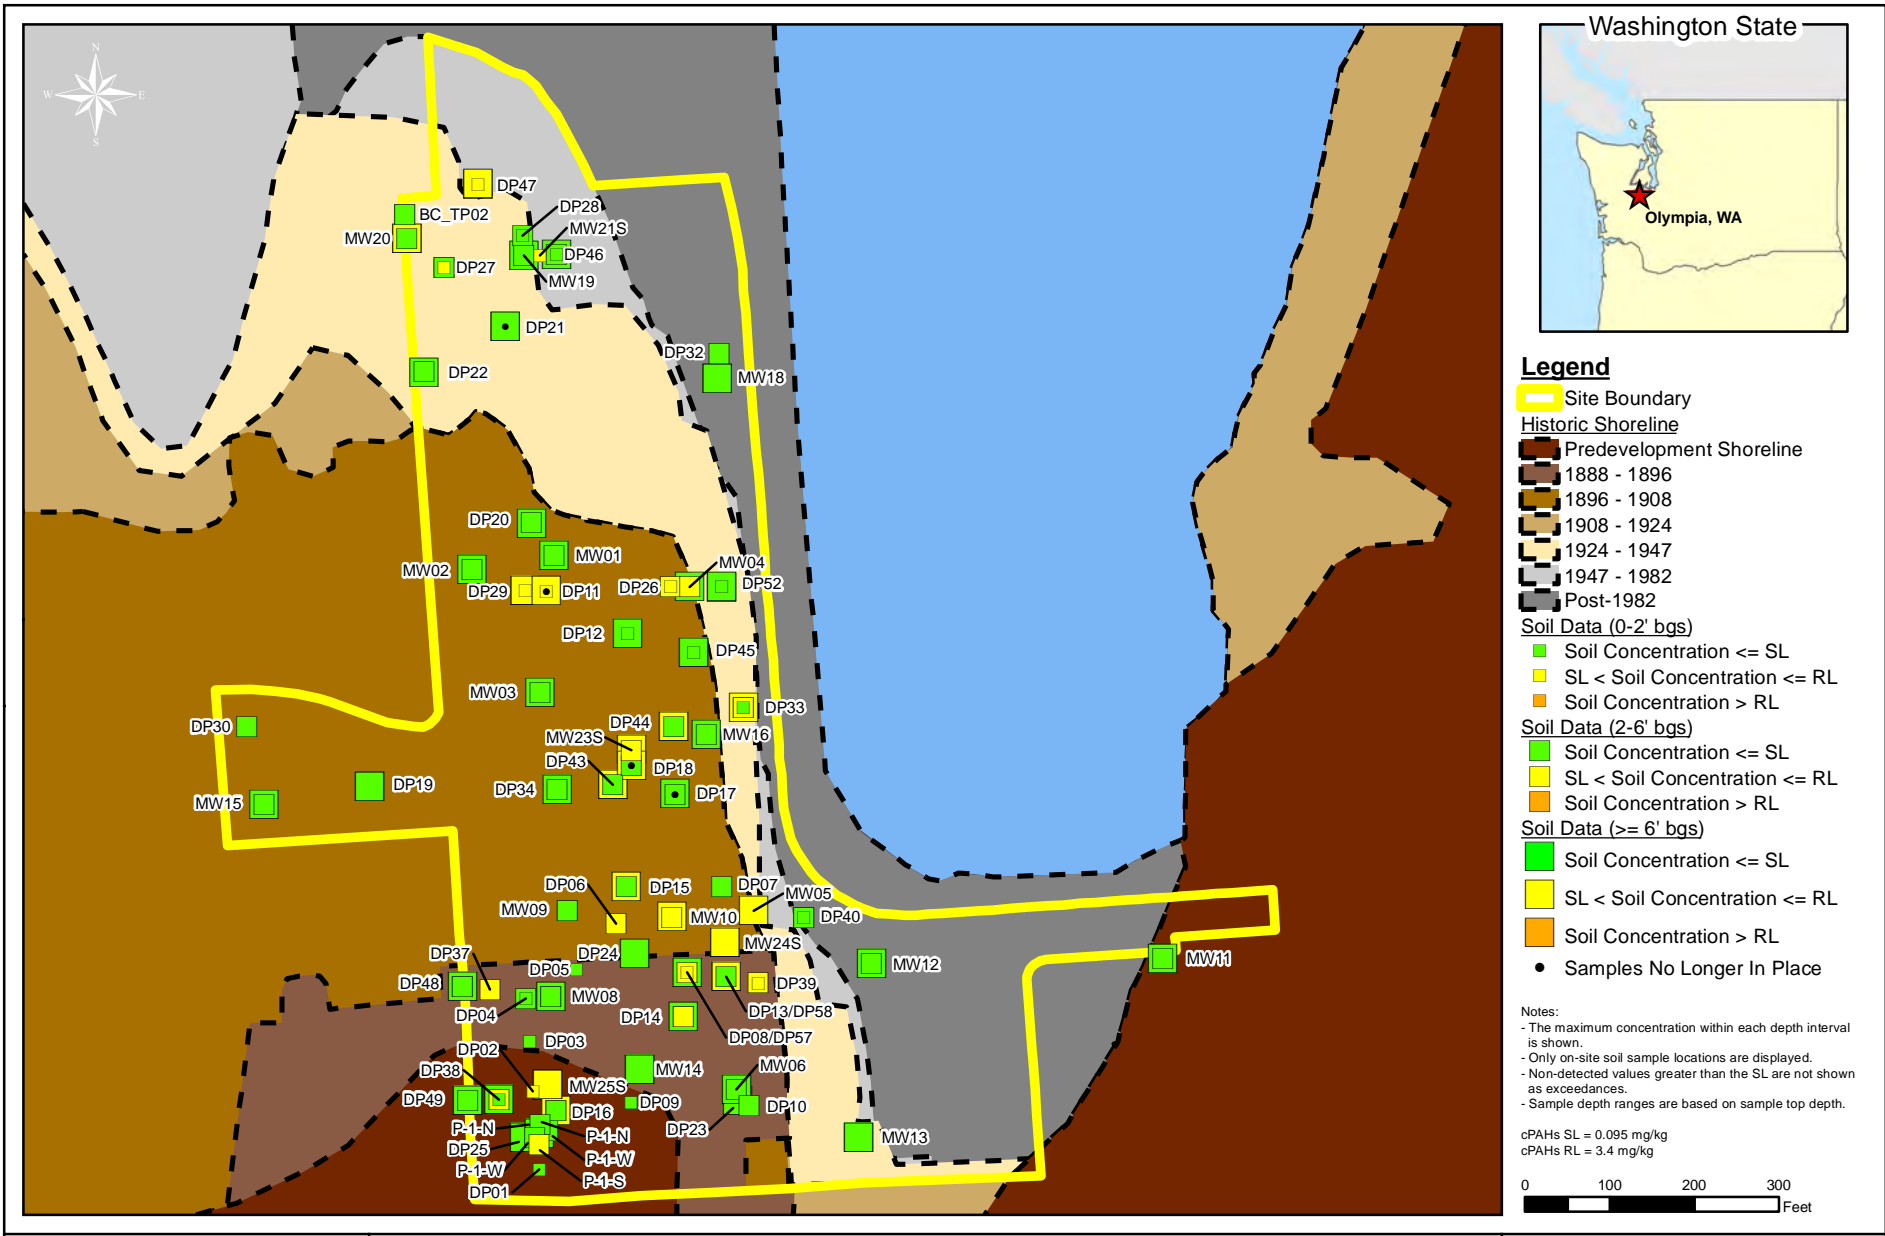 N
W
E
S
DP47
BC_TP02
DP28
MW20
MW21S
DP27
DP46
MW19
DP21
DP32
DP22
MW18
DP20
MW01
MW02
MW04
DP29
DP11
DP26
DP52
DP12
DP45
MW03
DP33
DP30
DP44
MW16
MW23S
DP43
DP18
DP19
DP34
DP17
MW15
DP06
DP15
DP07
MW05
MW09
MW10
DP40
MW24S
DP37
DP24
DP05
MW12
MW11
DP48
DP39
MW08
DP04
DP13/DP58
DP14
DP08/DP57
DP03
DP02
DP38
MW14
MW06
MW25S
DP49
DP09
DP16
DP10
P-1-N
P-1-N
DP23
DP25
MW13
P-1-W
P-1-W
P-1-S
DP01
Washington State
Olympia, WA
Legend
Site Boundary
Historic Shoreline
Predevelopment Shoreline
1888 - 1896
1896 - 1908
1908 - 1924
1924 - 1947
1947 - 1982
Post-1982
Soil Data (0-2' bgs)
Soil Concentration <= SL
SL < Soil Concentration <= RL
Soil Concentration > RL
Soil Data (2-6' bgs)
Soil Concentration <= SL
SL < Soil Concentration <= RL
Soil Concentration > RL
Soil Data (>= 6' bgs)
Soil Concentration <= SL
SL < Soil Concentration <= RL
Soil Concentration > RL
Samples No Longer In Place
Notes:
- The maximum concentration within each depth interval
is shown.
- Only on-site soil sample locations are displayed.
- Non-detected values greater than the SL are not shown
as exceedances.
- Sample depth ranges are based on sample top depth.
cPAHs SL = 0.095 mg/kg
cPAHs RL = 3.4 mg/kg
0 100 200 300
Feet